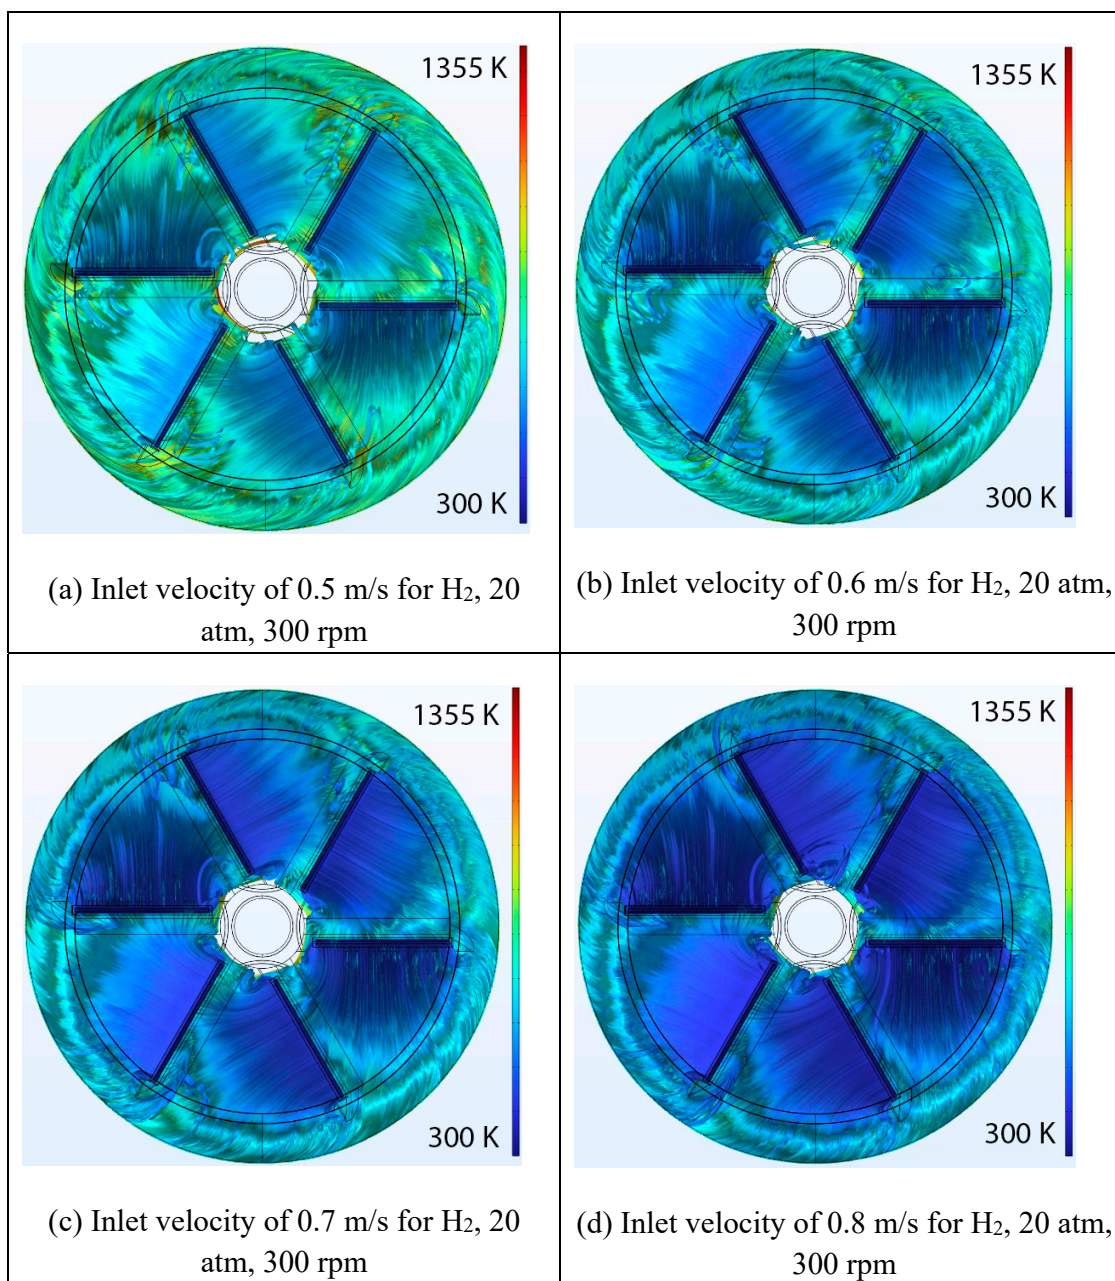 1355 K
300 K
(a) Inlet velocity of 0.5 m/s for H₂, 20
atm, 300 rpm
1355 K
300 K
(b) Inlet velocity of 0.6 m/s for H₂, 20 atm,
300 rpm
1355 K
300 K
(c) Inlet velocity of 0.7 m/s for H₂, 20
atm, 300 rpm
1355 K
300 K
(d) Inlet velocity of 0.8 m/s for H₂, 20 atm,
300 rpm